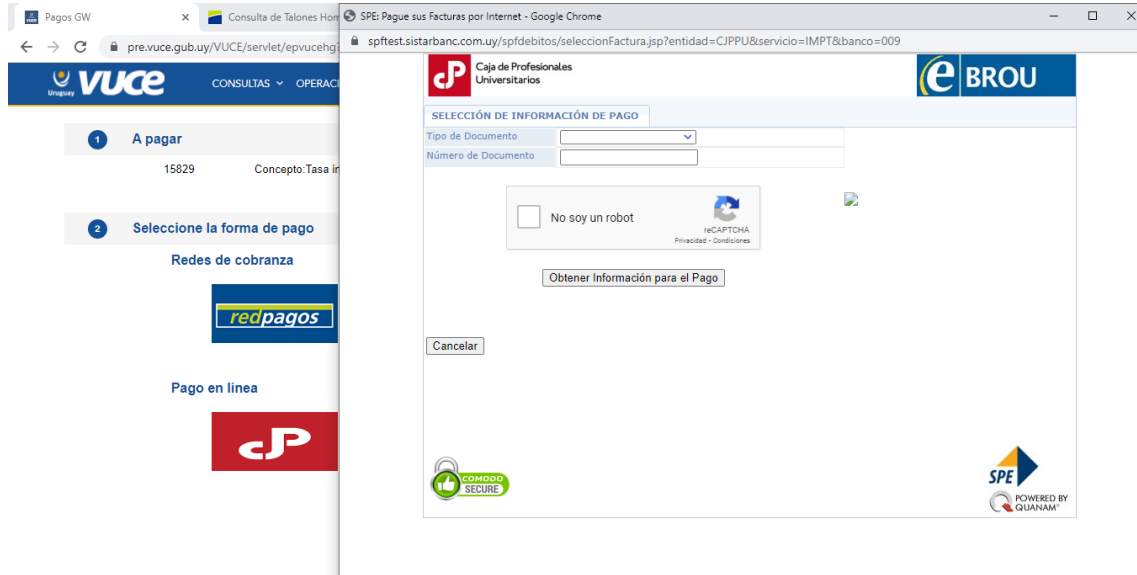 Pagos GW
Consulta de Talones Hon
SPE: Pague sus Facturas por Internet - Google Chrome
pre.vuce.gub.uy/VUCE/servlet/epvucehg
spftest.sistarbanc.com.uy/spfdebitos/seleccionFactura.jsp?entidad=CJPPU&servicio=IMPT&banco=009
Uruguay VUCE
CONSULTAS OPERACI
1 A pagar
15829 Concepto:Tasa in
2 Seleccione la forma de pago
Redes de cobranza
redpagos
Pago en linea
Caja de Profesionales
Universitarios
e BROU
SELECCIÓN DE INFORMACIÓN DE PAGO
Tipo de Documento
Número de Documento
No soy un robot
reCAPTCHA
Privacidad - Condiciones
Obtener Información para el Pago
Cancelar
COMODO
SECURE
SPE
POWERED BY
QUANAM®